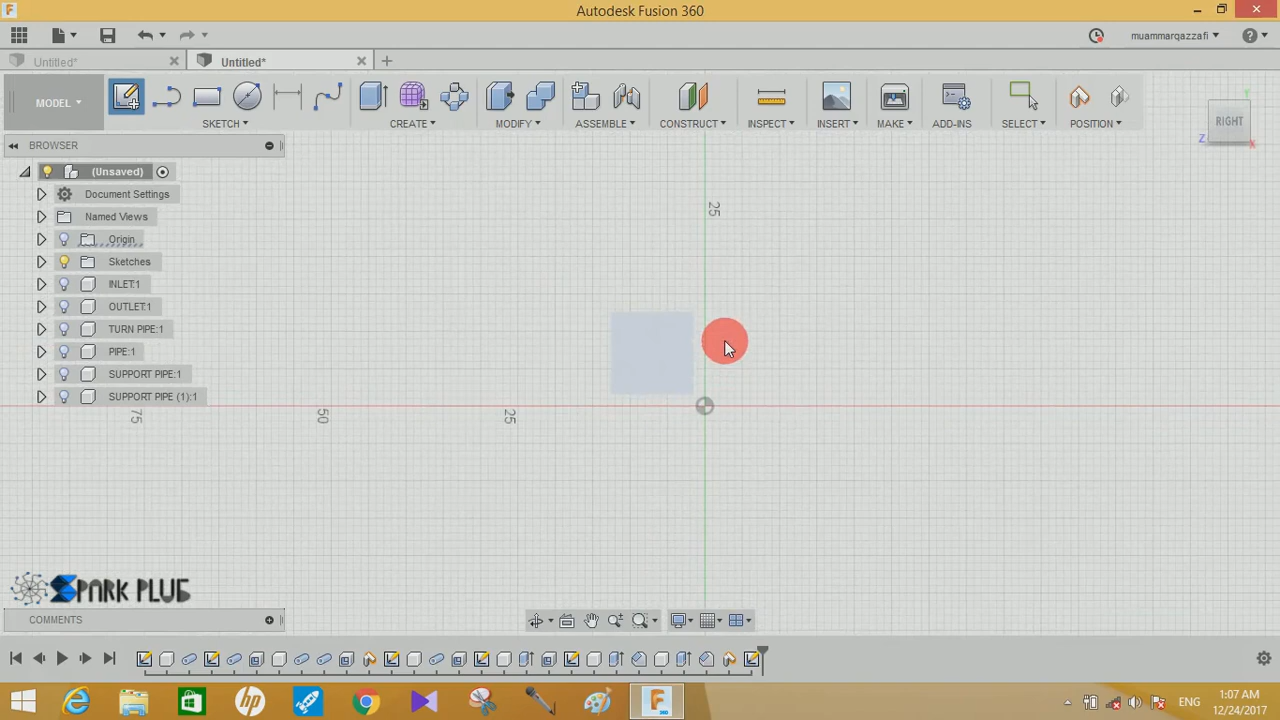 Autodesk Fusion 360
muammarqazzafi
Untitled*
Untitled*
MODEL
SKETCH
CREATE
MODIFY
ASSEMBLE
CONSTRUCT
INSPECT
INSERT
MAKE
ADD-INS
SELECT
POSITION
BROWSER
(Unsaved)
Document Settings
Named Views
Origin
Sketches
INLET:1
OUTLET:1
TURN PIPE:1
PIPE:1
SUPPORT PIPE:1
SUPPORT PIPE (1):1
Y
RIGHT
Z
X
25
75
50
25
SPARK PLUG
COMMENTS
ENG
1:07 AM
12/24/2017